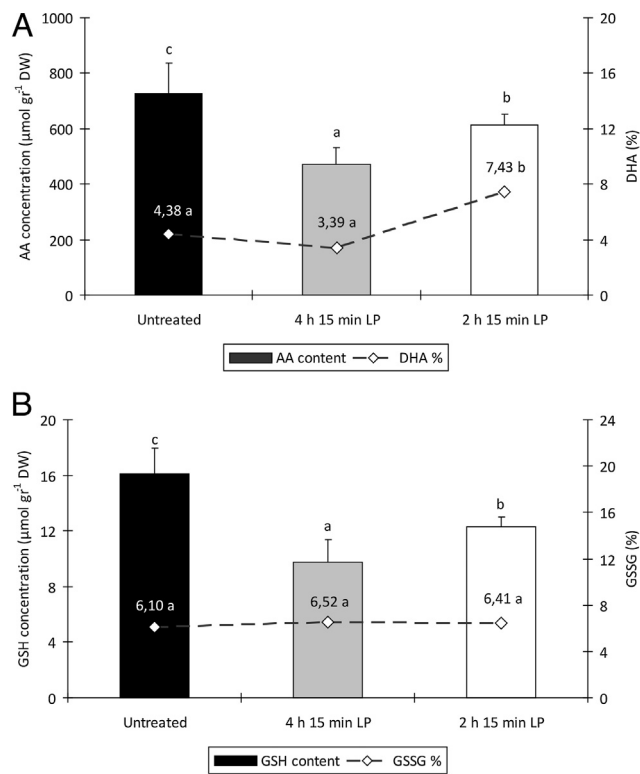 A
AA concentration (µmol gr⁻¹ DW)
1000
800
600
400
200
0
c
a
b
4,38 a
3,39 a
7,43 b
20
16
12
8
4
0
DHA (%)
Untreated
4 h 15 min LP
2 h 15 min LP
AA content
DHA %
B
GSH concentration (µmol gr⁻¹ DW)
20
16
12
8
4
0
c
a
b
6,10 a
6,52 a
6,41 a
24
20
16
12
8
4
0
GSSG (%)
Untreated
4 h 15 min LP
2 h 15 min LP
GSH content
GSSG %